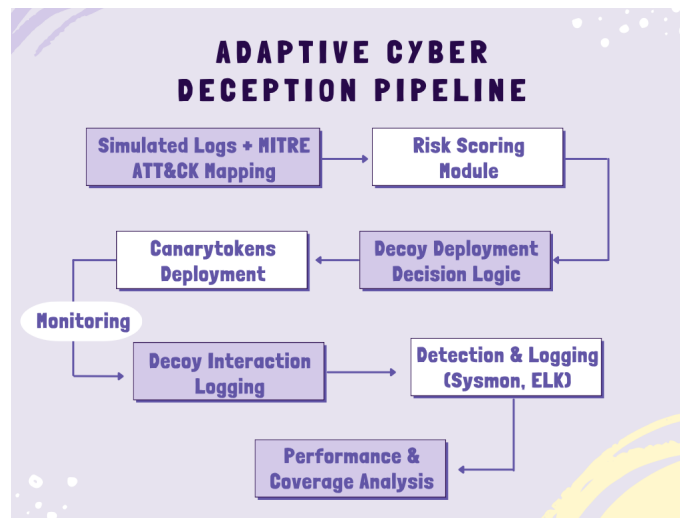 ADAPTIVE CYBER
DECEPTION PIPELINE
Simulated Logs + MITRE
ATT&CK Mapping
Risk Scoring
Module
Canarytokens
Deployment
Decoy Deployment
Decision Logic
Monitoring
Decoy Interaction
Logging
Detection & Logging
(Sysmon, ELK)
Performance &
Coverage Analysis